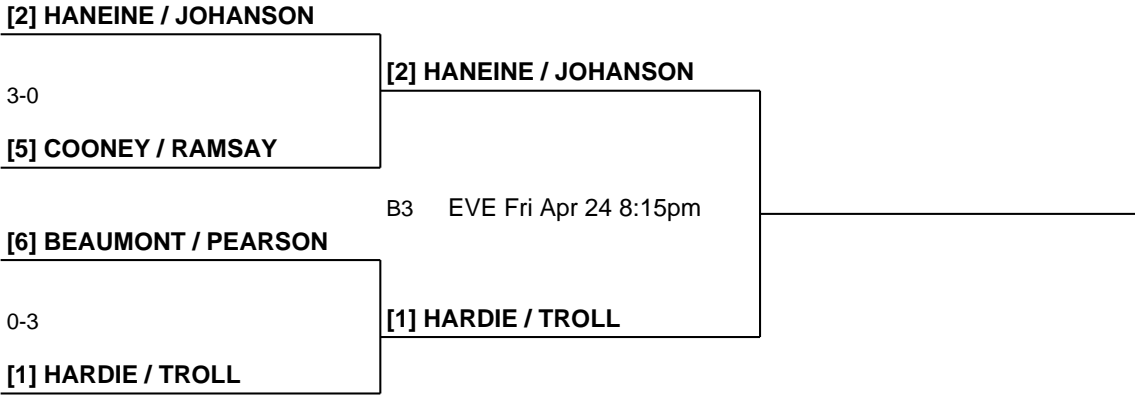 [2] HANEINE / JOHANSON
[2] HANEINE / JOHANSON
3-0
[5] COONEY / RAMSAY
B3 EVE Fri Apr 24 8:15pm
[6] BEAUMONT / PEARSON
0-3
[1] HARDIE / TROLL
[1] HARDIE / TROLL